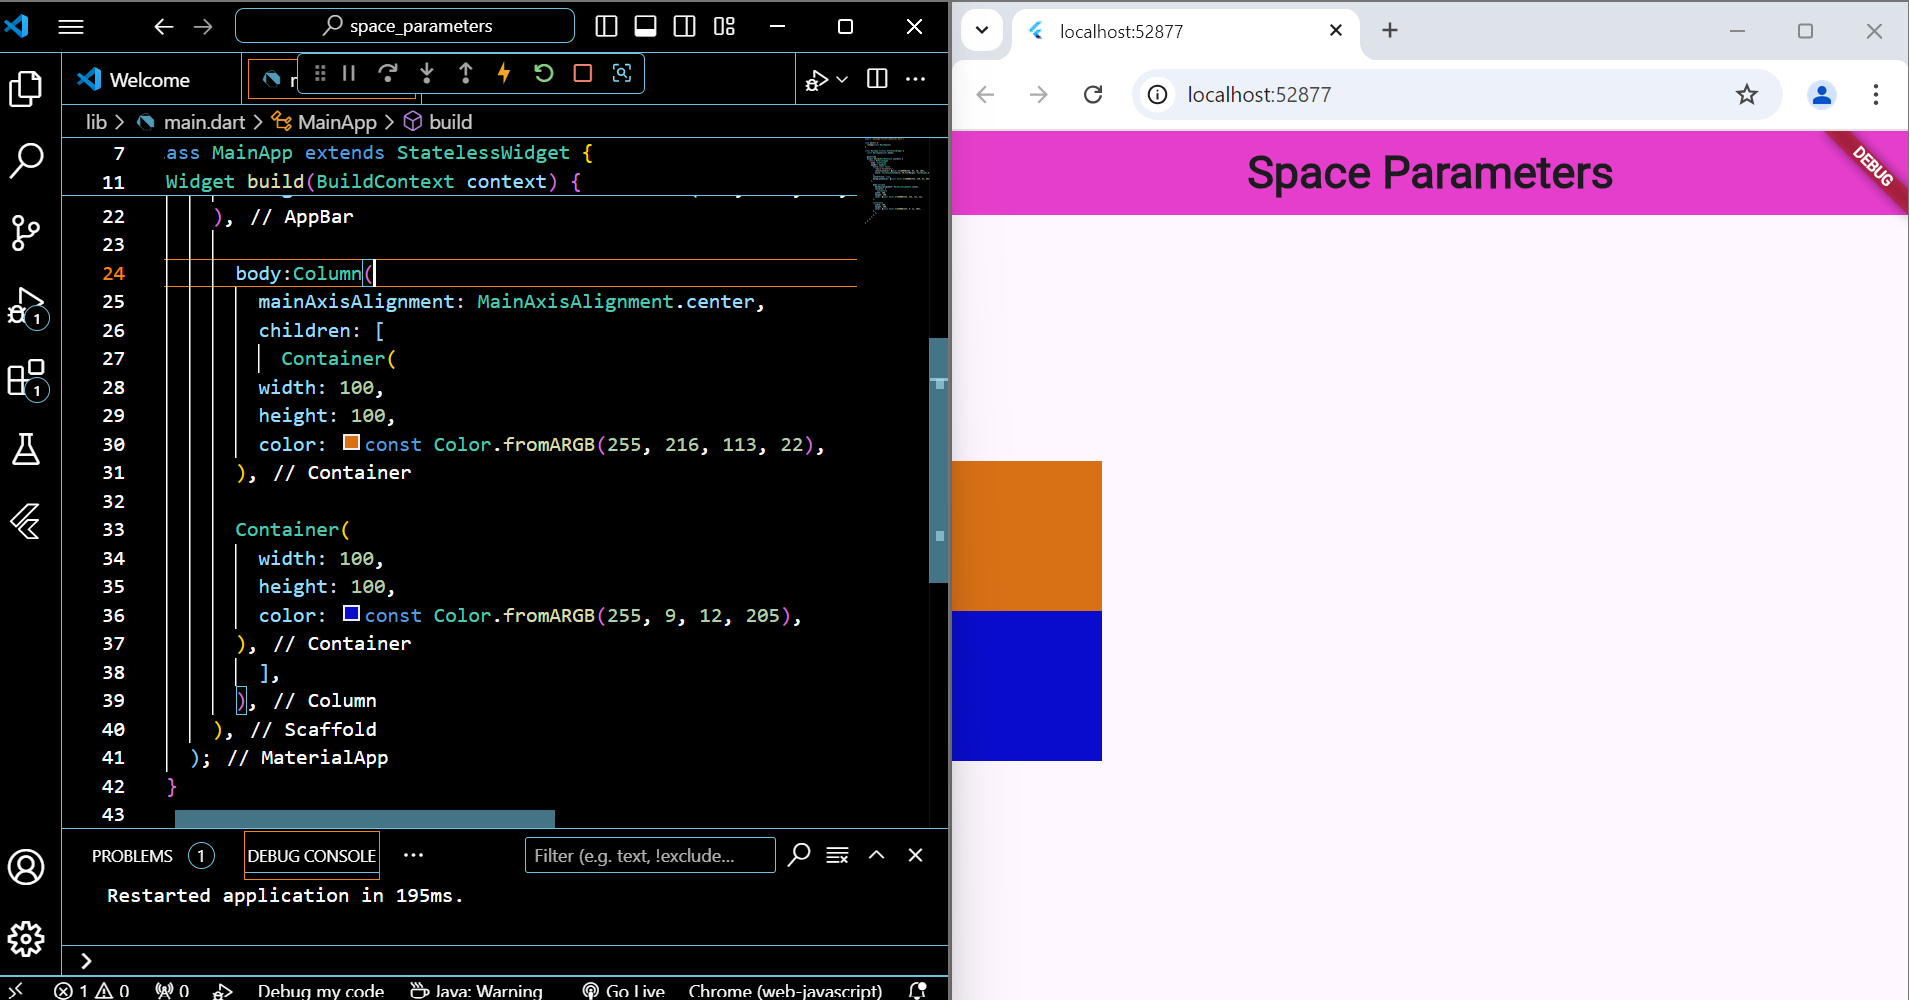 space_parameters
Welcome
lib > main.dart > MainApp > build
7 ass MainApp extends StatelessWidget {
11 Widget build(BuildContext context) {
22 ), // AppBar
23
24 body:Column(
25 mainAxisAlignment: MainAxisAlignment.center,
26 children: [
27 Container(
28 width: 100,
29 height: 100,
30 color: const Color.fromARGB(255, 216, 113, 22),
31 ), // Container
32
33 Container(
34 width: 100,
35 height: 100,
36 color: const Color.fromARGB(255, 9, 12, 205),
37 ), // Container
38 ],
39 ), // Column
40 ), // Scaffold
41 ); // MaterialApp
42 }
43
1
1
PROBLEMS 1 DEBUG CONSOLE ··· Filter (e.g. text, !exclude...
Restarted application in 195ms.
>
1 0 0 Debug my code Java: Warning Go Live Chrome (web-javascript)
localhost:52877
localhost:52877
Space Parameters
DEBUG